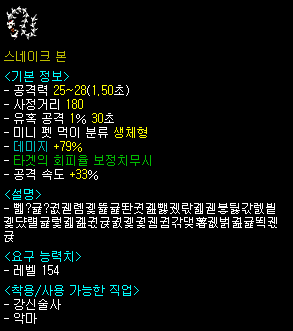 스네이크 본
<기본 정보>
- 공격력 25~28(1,50초)
- 사정거리 180
- 유혹 공격 1% 30초
- 미니 펫 먹이 분류 생체형
- 데미지 +79%
- 타겟의 회피율 보정치무시
- 공격 속도 +33%
<설명>
<요구 능력치>
- 레벨 154
<착용/사용 가능한 직업>
- 강신술사
- 악마